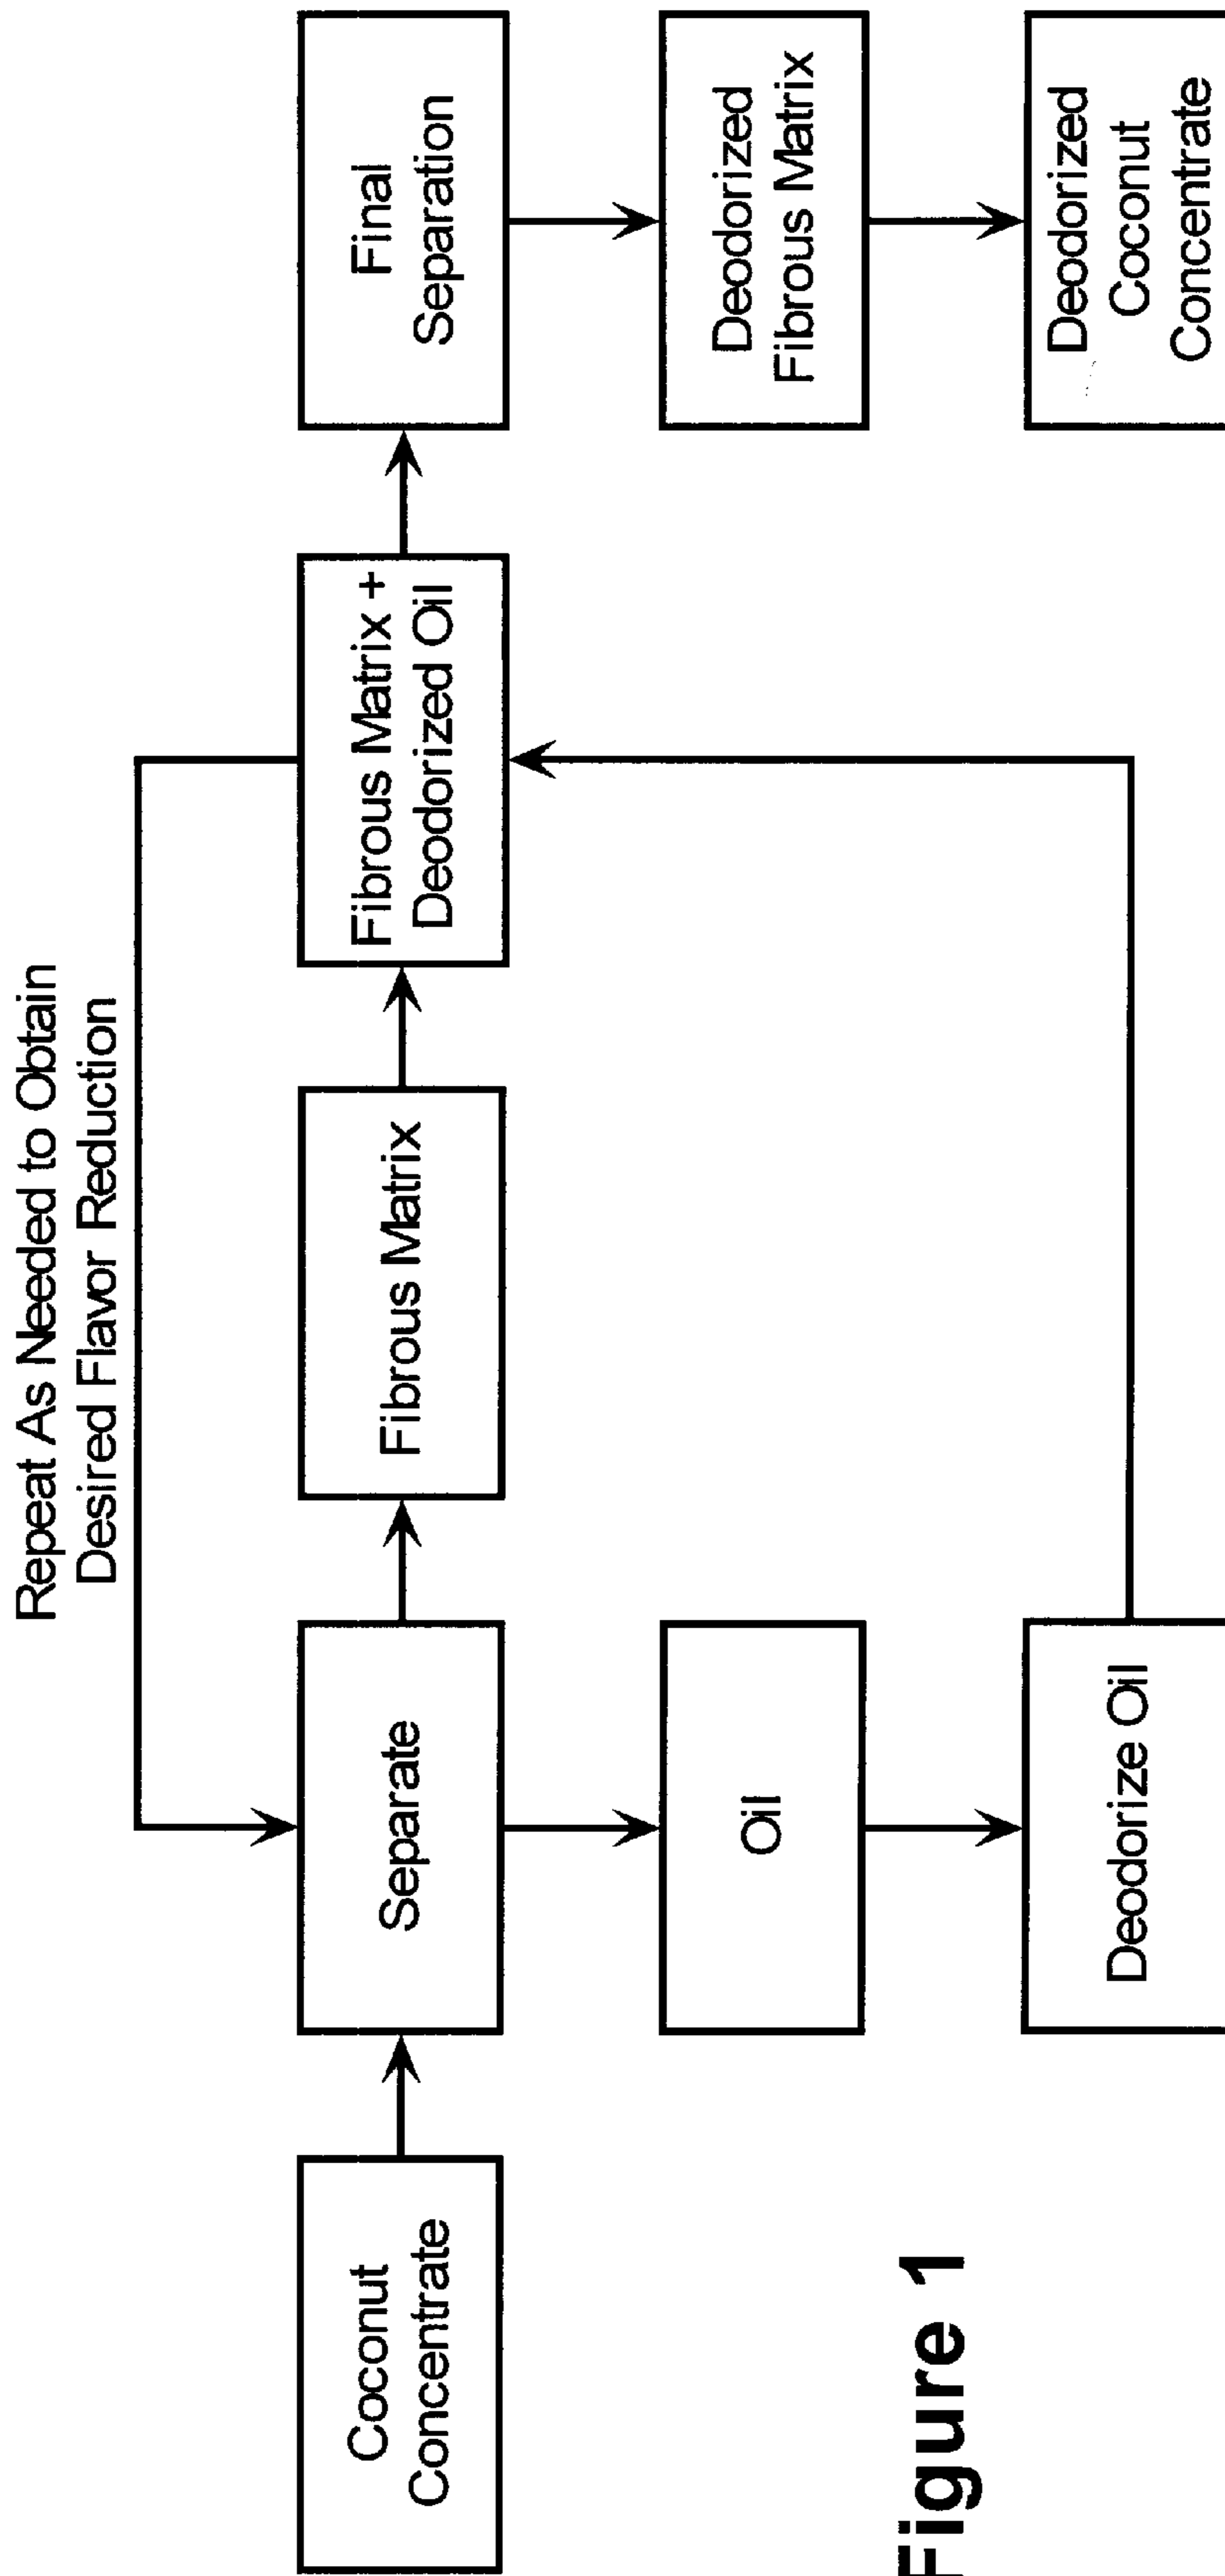 Repeat As Needed to Obtain
Desired Flavor Reduction
Coconut
Concentrate
Separate
Fibrous Matrix
Fibrous Matrix +
Deodorized Oil
Final
Separation
Oil
Deodorized
Fibrous Matrix
Deodorize Oil
Deodorized
Coconut
Concentrate
Figure 1